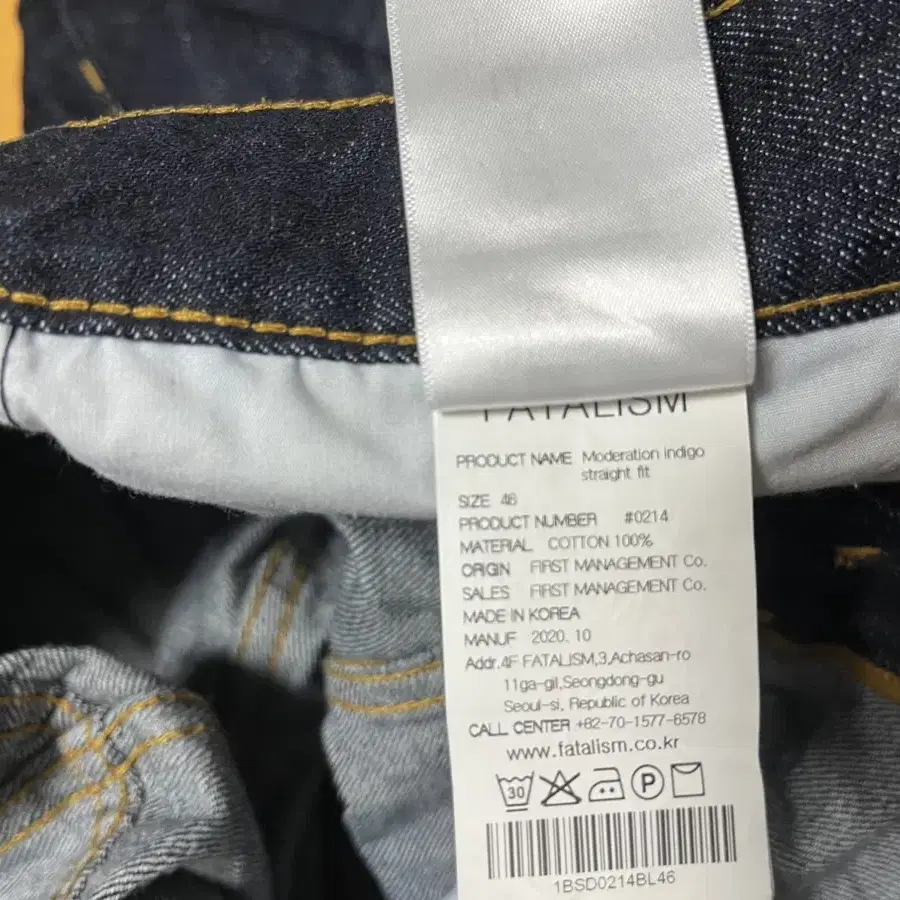 FATALISM
PRODUCT NAME Moderation indigo
straight fit
SIZE 46
PRODUCT NUMBER #0214
MATERIAL COTTON 100%
ORIGIN FIRST MANAGEMENT Co.
SALES FIRST MANAGEMENT Co.
MADE IN KOREA
MANUF 2020. 10
Addr.4F FATALISM,3,Achasan-ro
11ga-gil,Seongdong-gu
Seoul-si, Republic of Korea
CALL CENTER +82-70-1577-6578
www.fatalism.co.kr
30 P
1BSD0214BL46